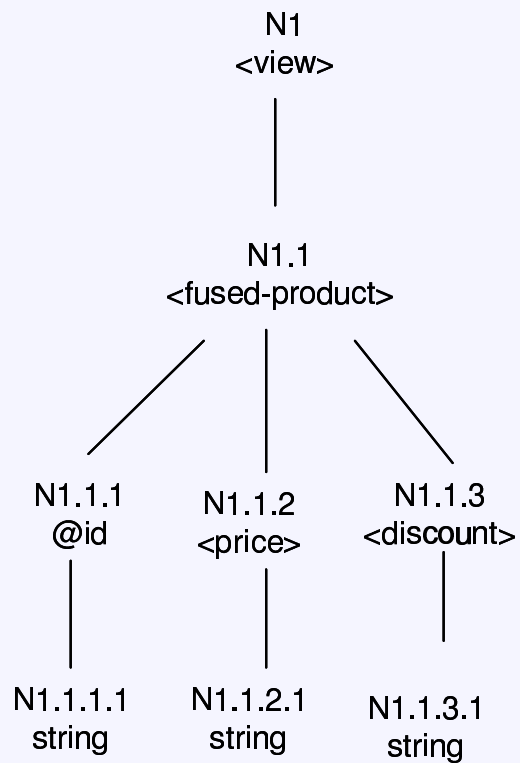 N1
<view>
N1.1
<fused-product>
N1.1.1
@id
N1.1.2
<price>
N1.1.3
<discount>
N1.1.1.1
string
N1.1.2.1
string
N1.1.3.1
string